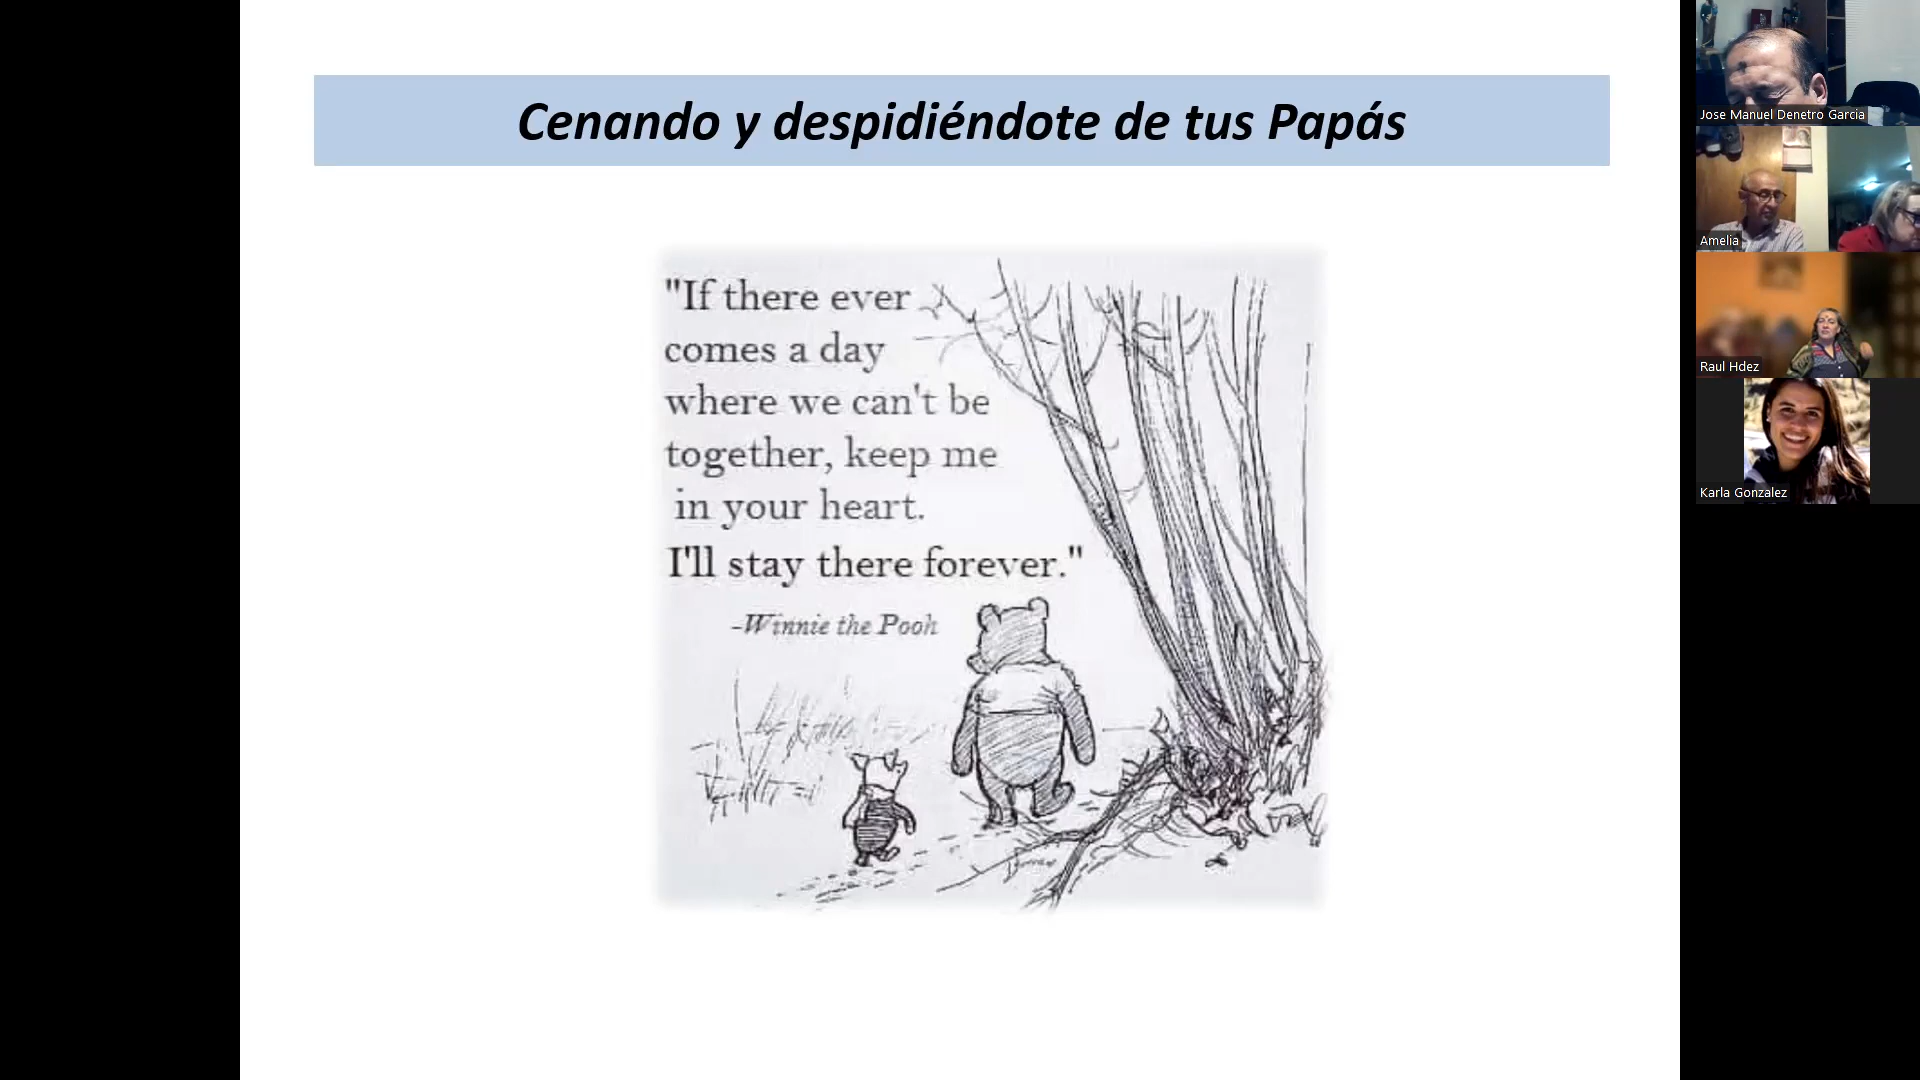 Cenando y despidiéndote de tus Papás
"If there ever
comes a day
where we can't be
together, keep me
in your heart.
I'll stay there forever."
-Winnie the Pooh
Jose Manuel Denetro Garcia
Amelia
Raul Hdez
Karla Gonzalez